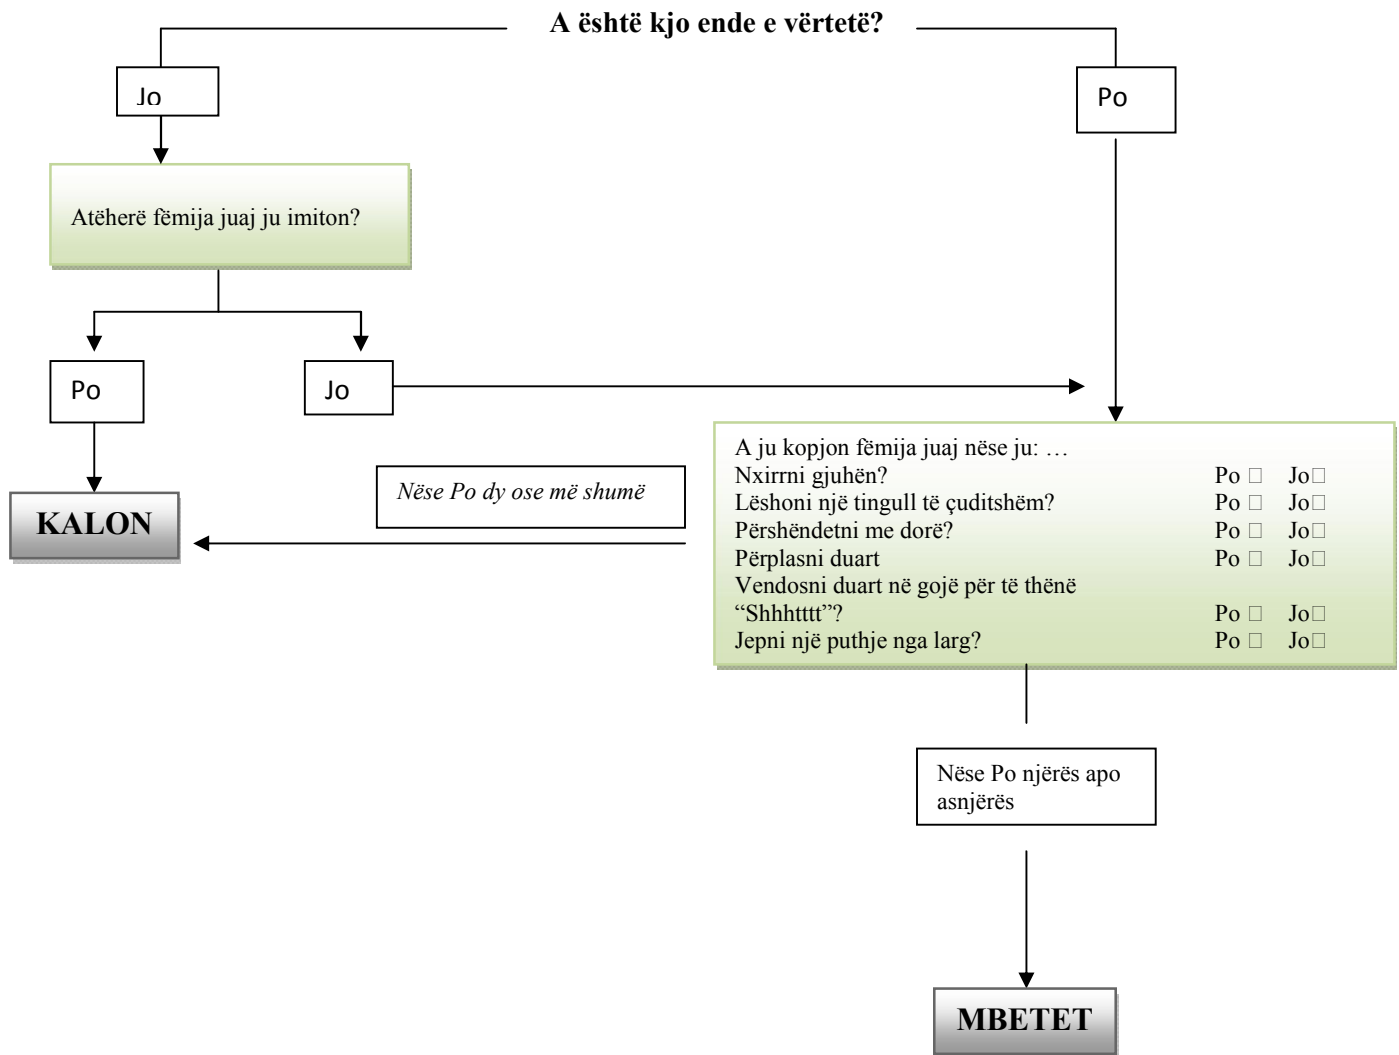 A është kjo ende e vërtetë?
Jo
Po
Atëherë fëmija juaj ju imiton?
Po
Jo
A ju kopjon fëmija juaj nëse ju: …
Nxirrni gjuhën? Po □ Jo□
Lëshoni një tingull të çuditshëm? Po □ Jo□
Përshëndetni me dorë? Po □ Jo□
Përplasni duart Po □ Jo□
Vendosni duart në gojë për të thënë
“Shhhtttt”? Po □ Jo□
Jepni një puthje nga larg? Po □ Jo□
Nëse Po dy ose më shumë
KALON
Nëse Po njërës apo
asnjërës
MBETET